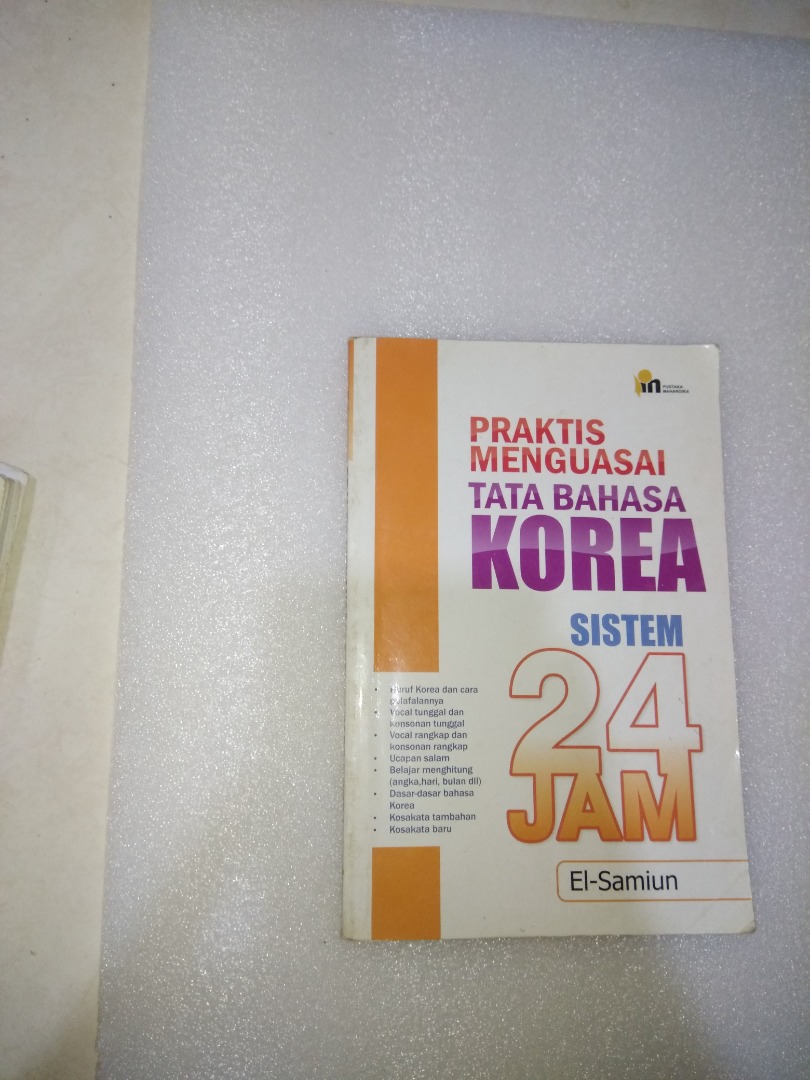 in PUSTAKA
MAHARDIKA
PRAKTIS
MENGUASAI
TATA BAHASA
KOREA
SISTEM
24
JAM
• Huruf Korea dan cara
pelafalannya
• Vocal tunggal dan
konsonan tunggal
• Vocal rangkap dan
konsonan rangkap
• Ucapan salam
• Belajar menghitung
(angka,hari, bulan dll)
• Dasar-dasar bahasa
Korea
• Kosakata tambahan
• Kosakata baru
El-Samiun